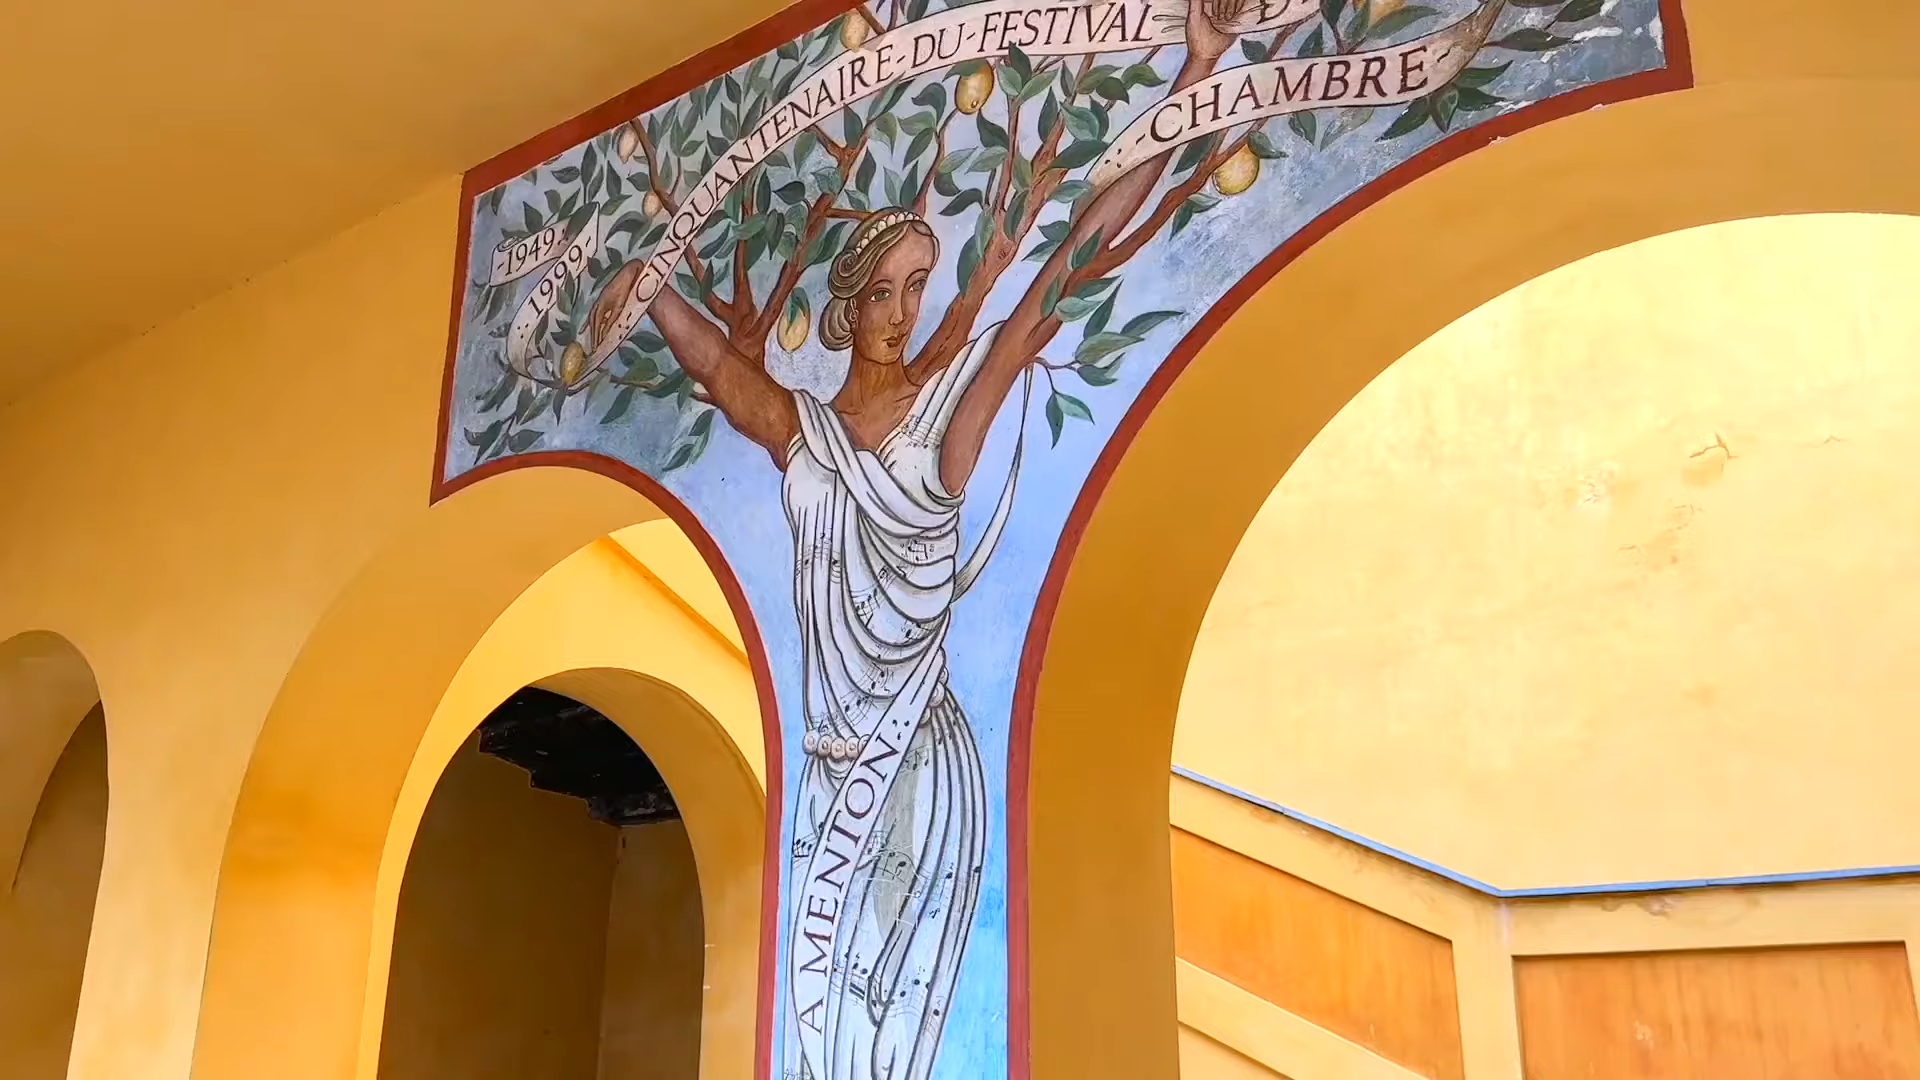 -1949-
1999-
CINQUANTENAIRE-DU-FESTIVAL
-CHAMBRE-
A MENTON